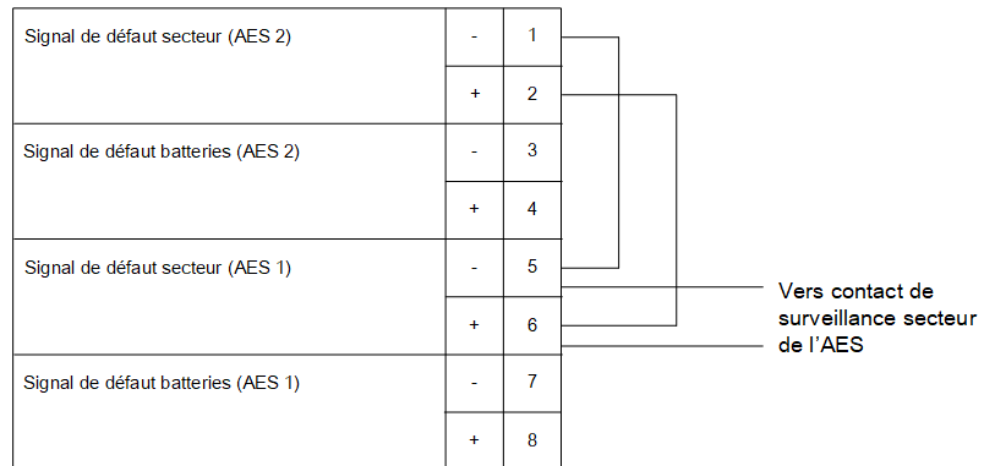 Signal de défaut secteur (AES 2) - 1
+ 2
Signal de défaut batteries (AES 2) - 3
+ 4
Signal de défaut secteur (AES 1) - 5
+ 6
Signal de défaut batteries (AES 1) - 7
+ 8
Vers contact de
surveillance secteur
de l'AES